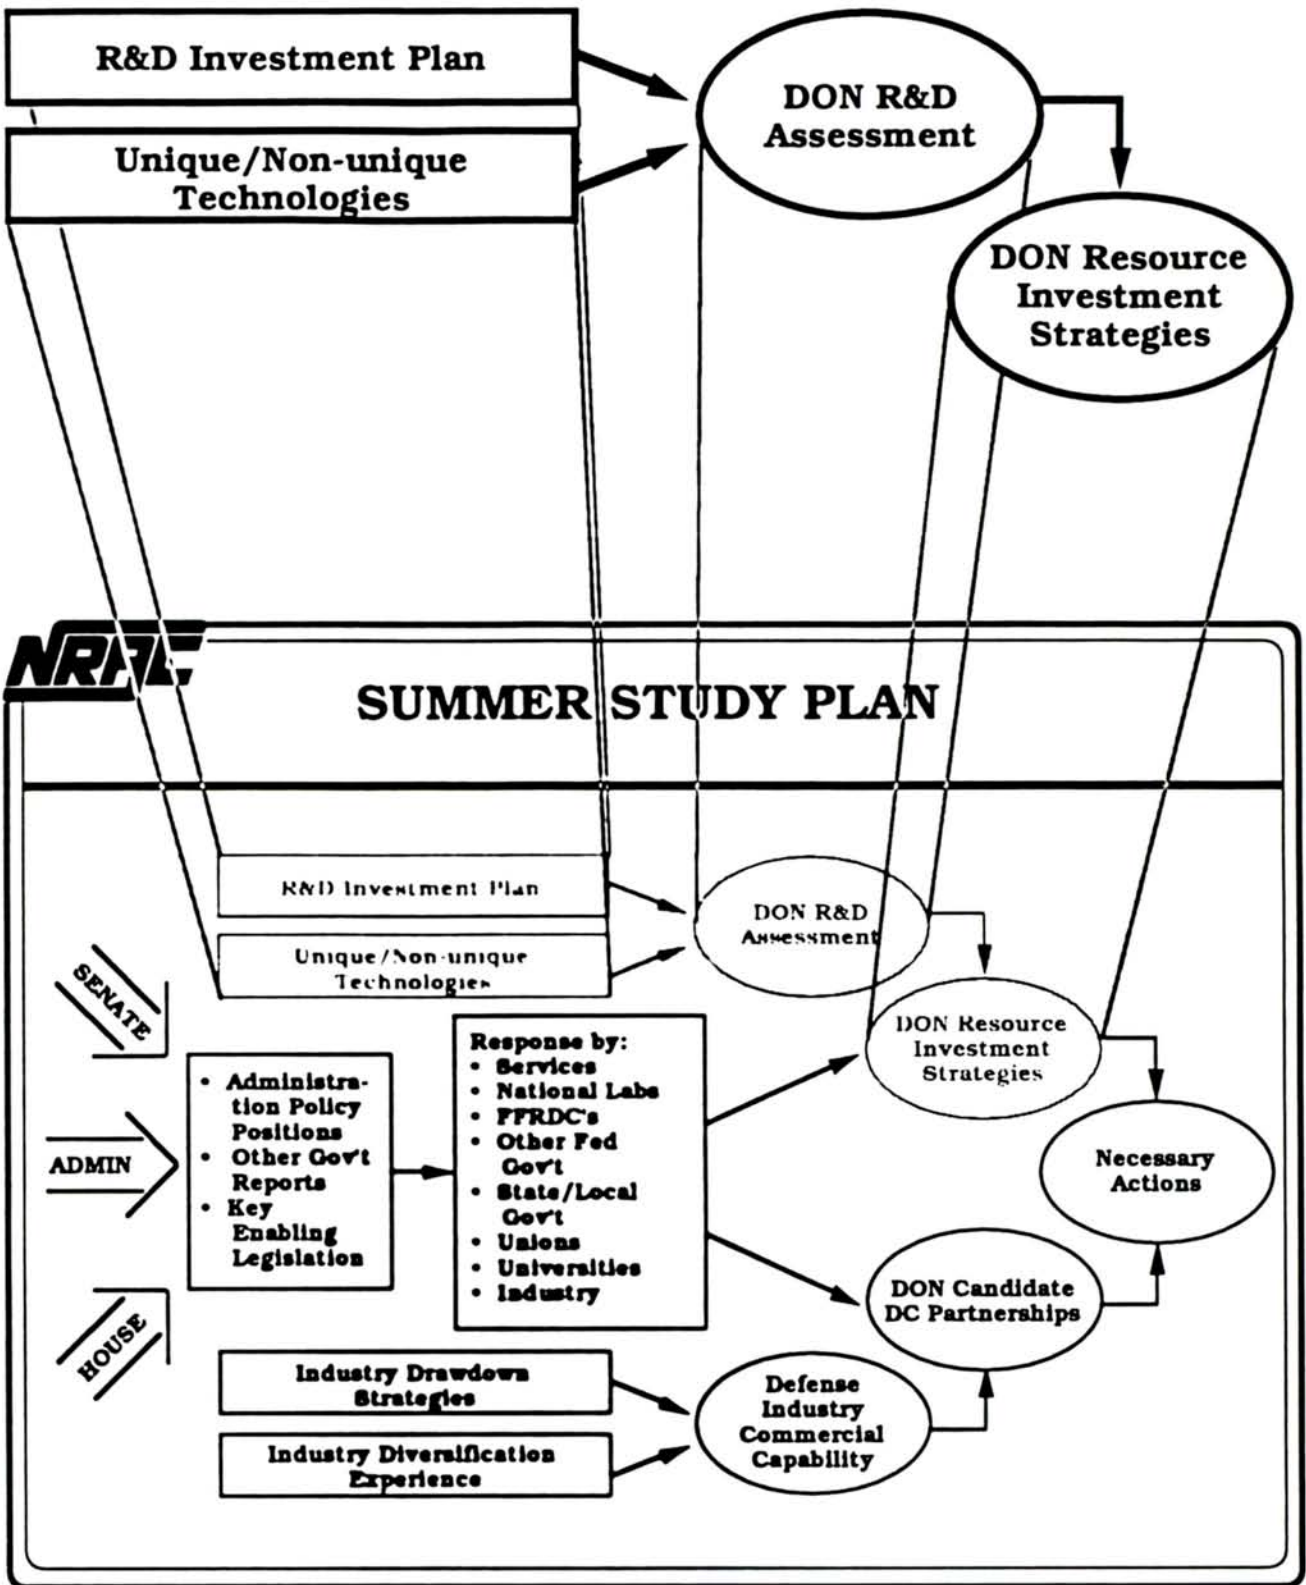 R&D Investment Plan
Unique/Non-unique
Technologies
DON R&D
Assessment
DON Resource
Investment
Strategies
NRAC
SUMMER STUDY PLAN
R&D Investment Plan
Unique/Non-unique
Technologies
DON R&D
Assessment
DON Resource
Investment
Strategies
SENATE
ADMIN
HOUSE
• Administra-
tion Policy
Positions
• Other Gov't
Reports
• Key
Enabling
Legislation
Response by:
• Services
• National Labs
• FFRDC's
• Other Fed
Gov't
• State/Local
Gov't
• Unions
• Universities
• Industry
Necessary
Actions
DON Candidate
DC Partnerships
Industry Drawdown
Strategies
Industry Diversification
Experience
Defense
Industry
Commercial
Capability